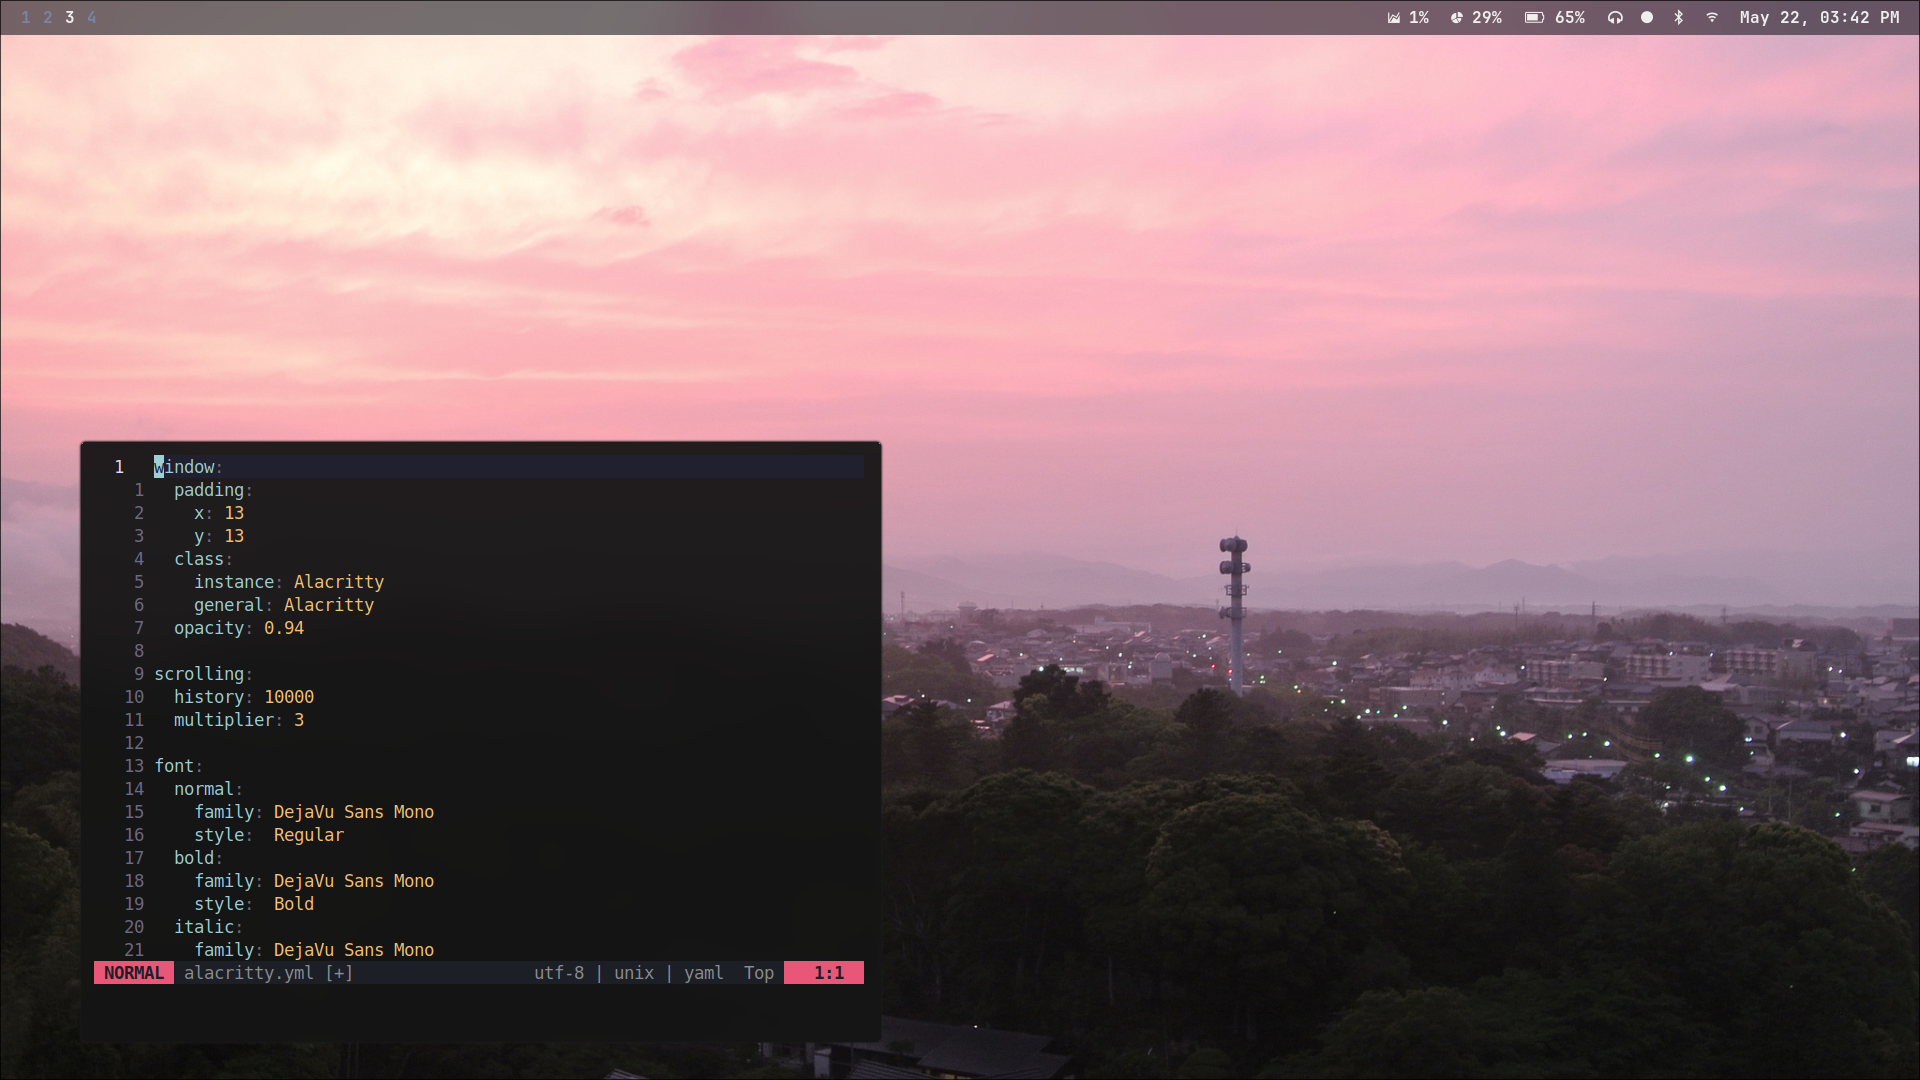 1 2 3 4 1% 29% 65% May 22, 03:42 PM
1 window:
1 padding:
2 x: 13
3 y: 13
4 class:
5 instance: Alacritty
6 general: Alacritty
7 opacity: 0.94
8
9 scrolling:
10 history: 10000
11 multiplier: 3
12
13 font:
14 normal:
15 family: DejaVu Sans Mono
16 style: Regular
17 bold:
18 family: DejaVu Sans Mono
19 style: Bold
20 italic:
21 family: DejaVu Sans Mono
NORMAL alacritty.yml [+] utf-8 | unix | yaml Top 1:1